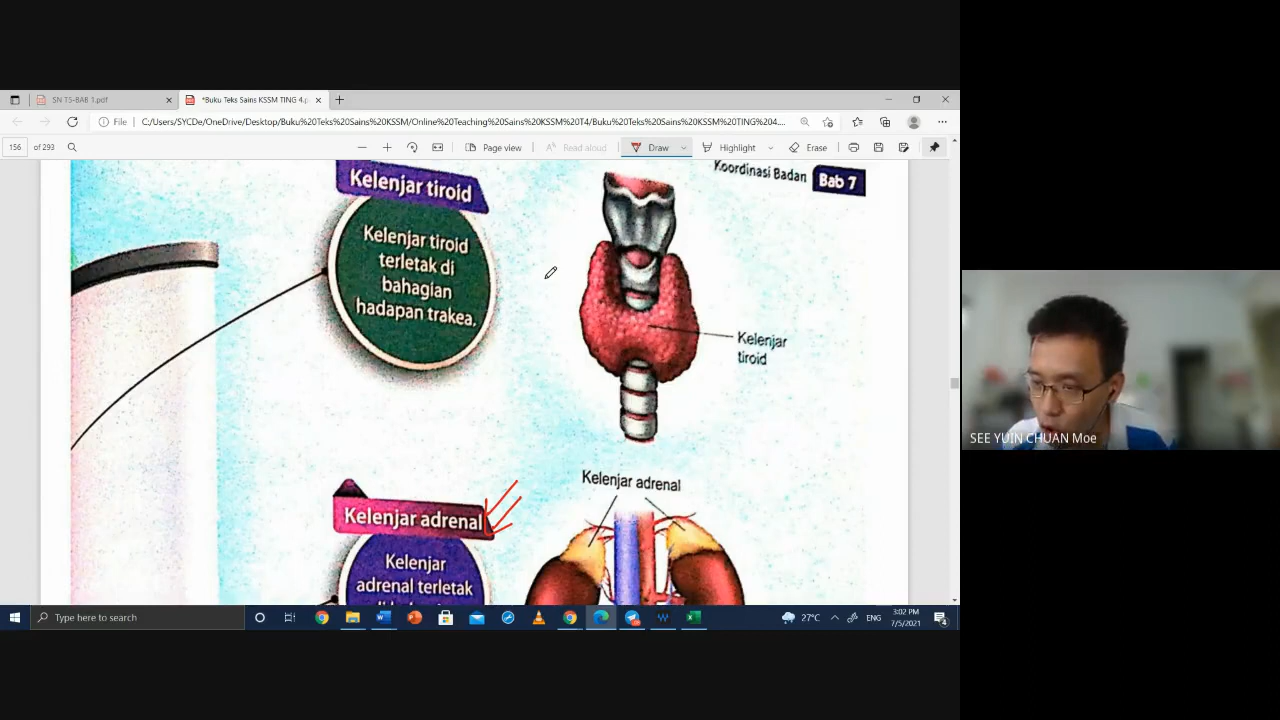 SN T5-BAB 1.pdf
*Buku Teks Sains KSSM TING 4.p
File
C:/Users/SYCDe/OneDrive/Desktop/Buku%20Teks%20Sains%20KSSM/Online%20Teaching%20Sains%20KSSM%20T4/Buku%20Teks%20Sains%20KSSM%20TING%204....
156 of 293
Page view
Read aloud
Draw
Highlight
Erase
Koordinasi Badan Bab 7
Kelenjar tiroid
Kelenjar tiroid
terletak di
bahagian
hadapan trakea.
Kelenjar
tiroid
Kelenjar adrenal
Kelenjar adrenal
Kelenjar
adrenal terletak
SEE YUIN CHUAN Moe
Type here to search
27°C
ENG
3:02 PM
7/5/2021
4